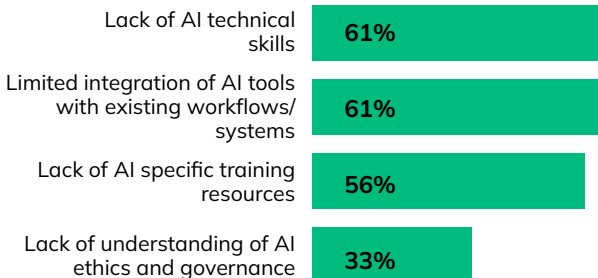 Lack of AI technical
skills
61%
Limited integration of AI tools
with existing workflows/
systems
61%
Lack of AI specific training
resources
56%
Lack of understanding of AI
ethics and governance
33%